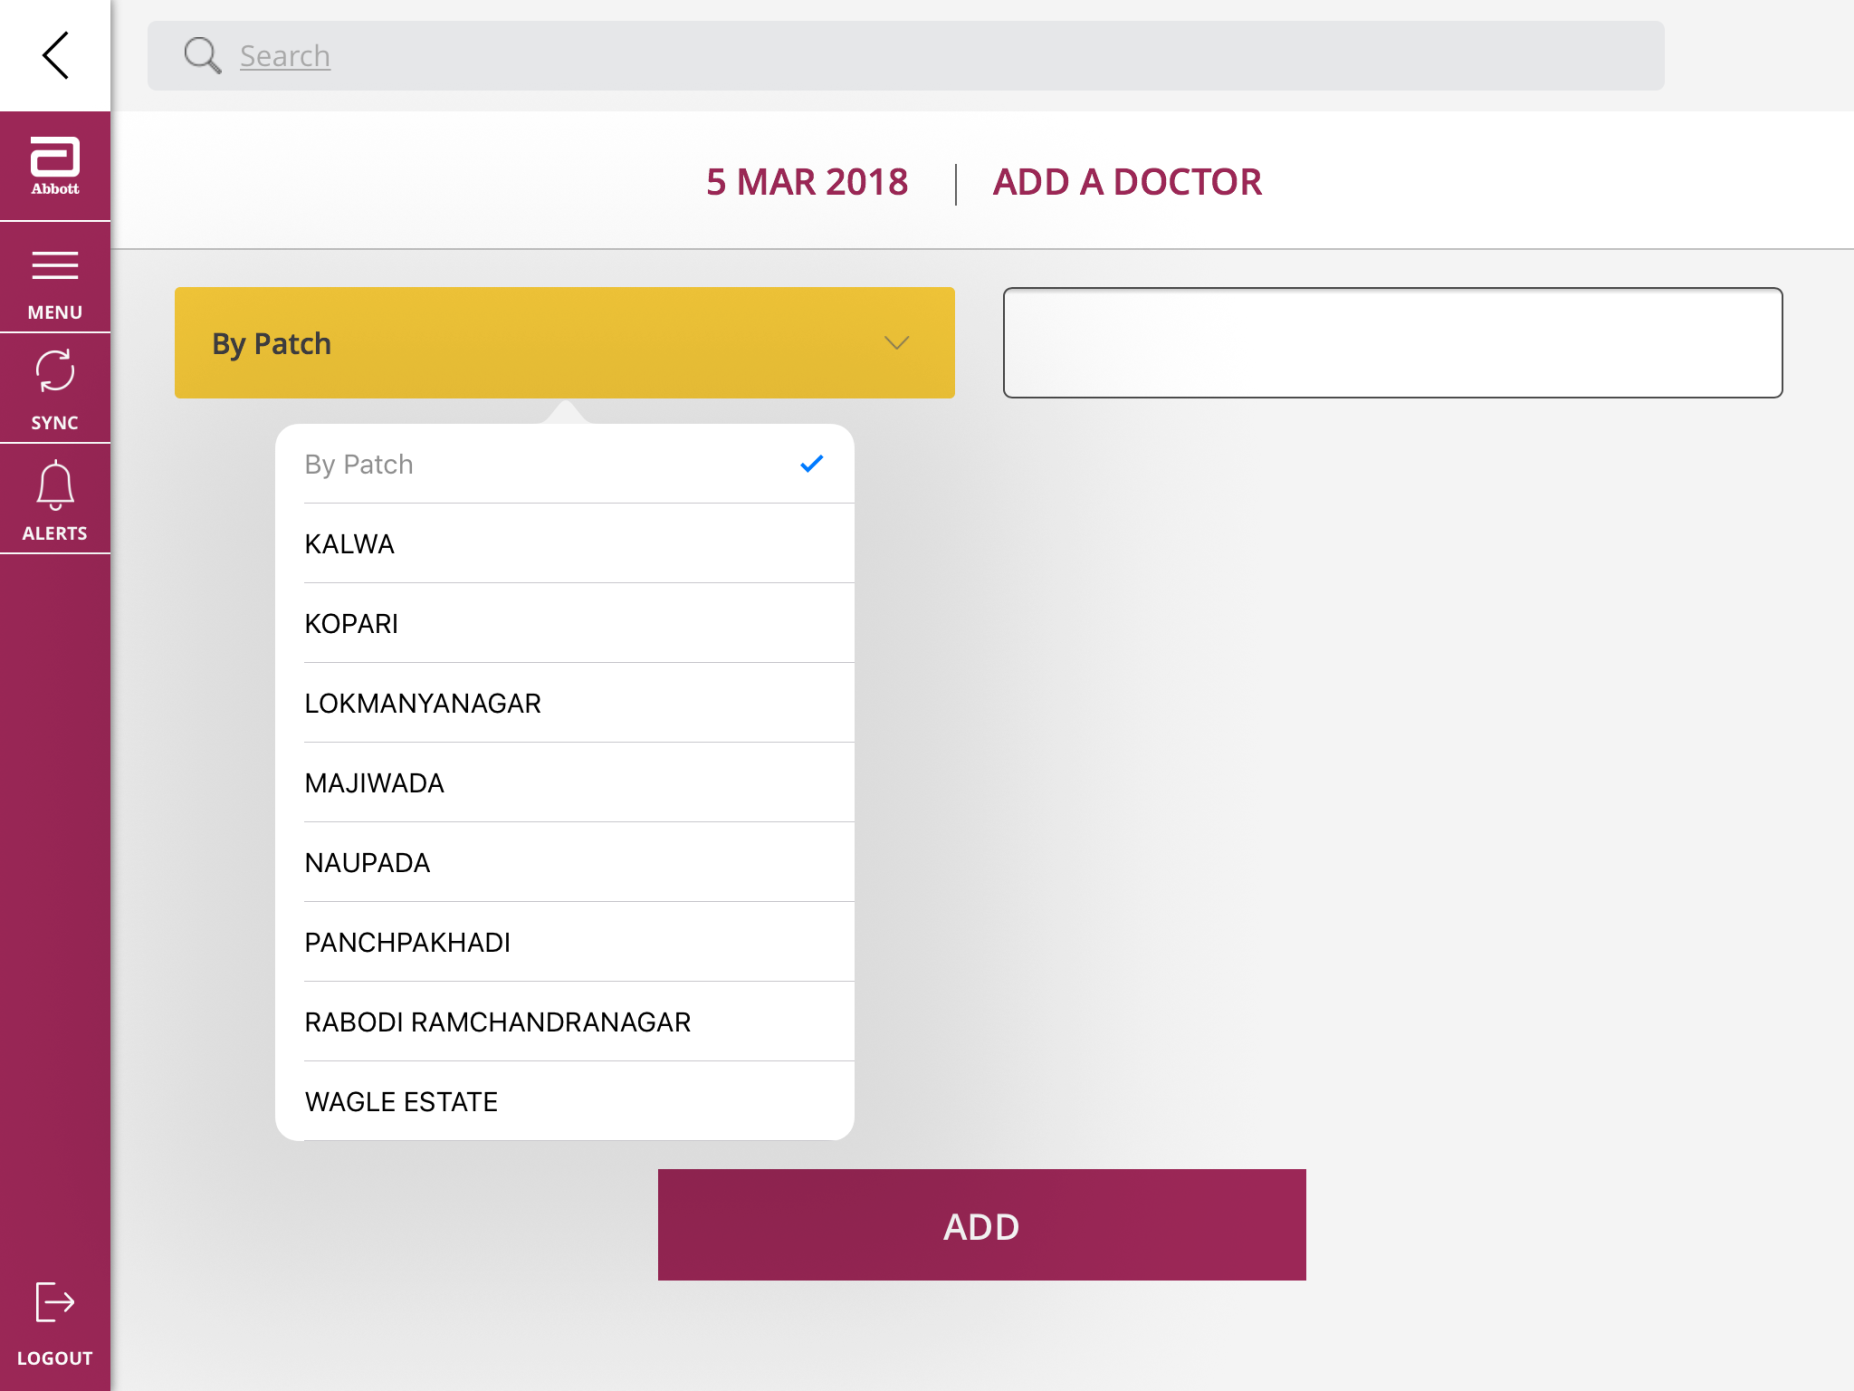 Search
Abbott
5 MAR 2018 | ADD A DOCTOR
MENU
SYNC
ALERTS
By Patch
By Patch
KALWA
KOPARI
LOKMANYANAGAR
MAJIWADA
NAUPADA
PANCHPAKHADI
RABODI RAMCHANDRANAGAR
WAGLE ESTATE
ADD
LOGOUT